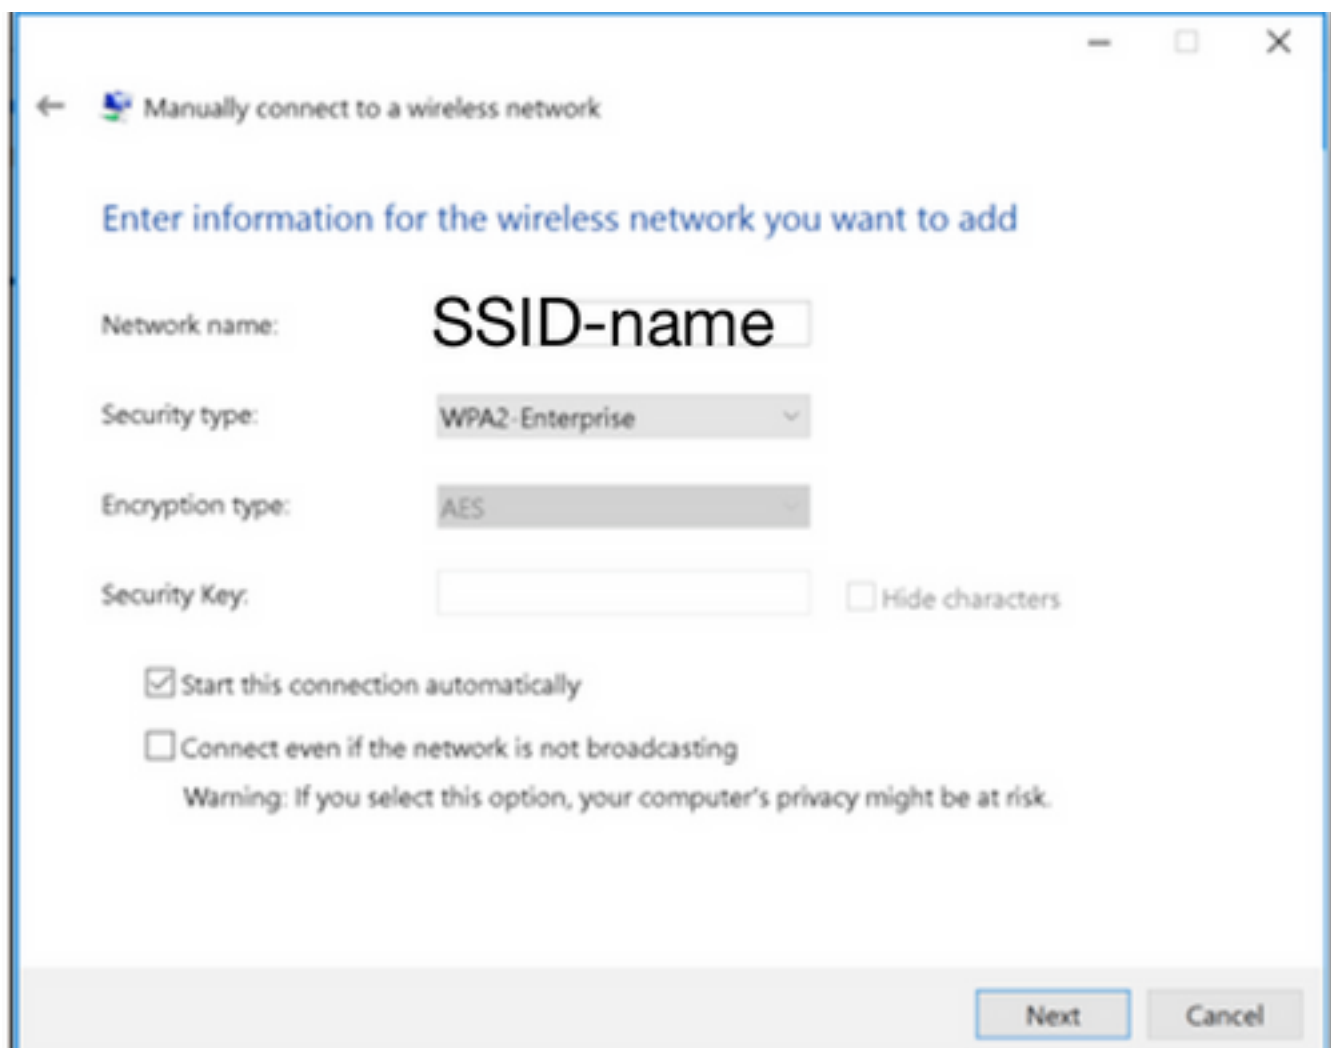 Manually connect to a wireless network
Enter information for the wireless network you want to add
Network name: SSID-name
Security type: WPA2-Enterprise
Encryption type: AES
Security Key: Hide characters
Start this connection automatically
Connect even if the network is not broadcasting
Warning: If you select this option, your computer's privacy might be at risk.
Next Cancel